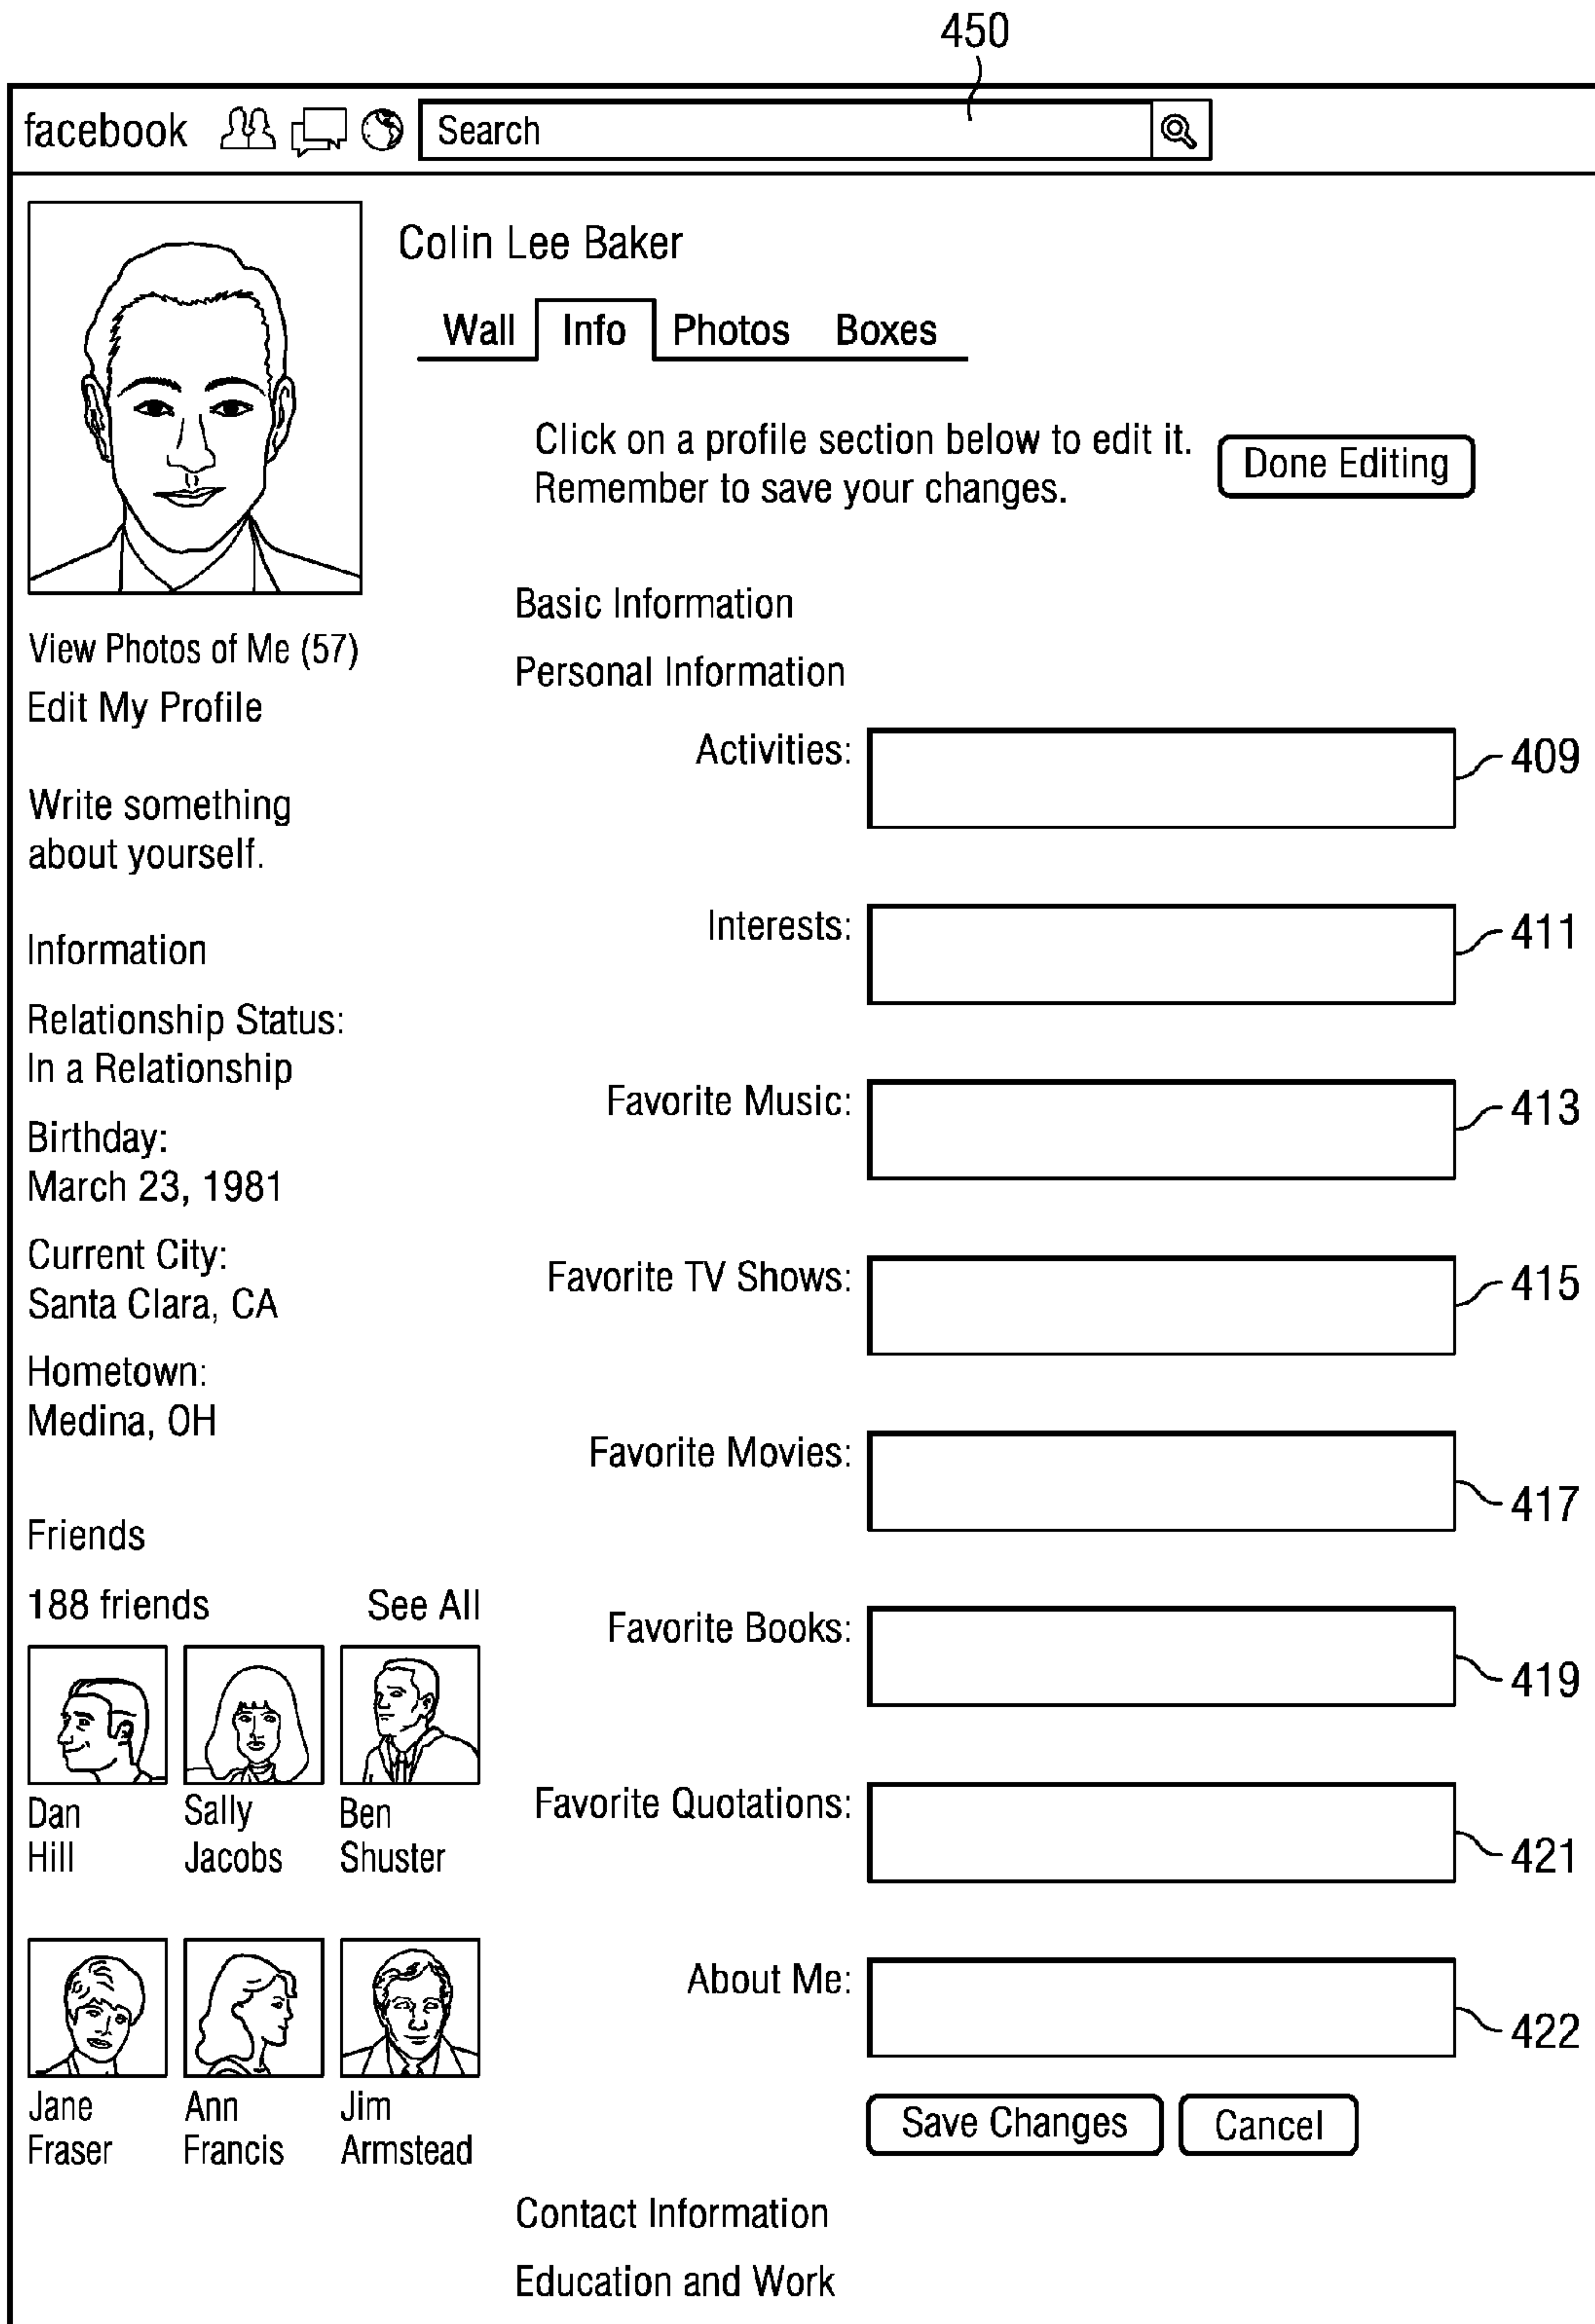 450
facebook Search
Colin Lee Baker
Wall Info Photos Boxes
Click on a profile section below to edit it.
Remember to save your changes.
Done Editing
View Photos of Me (57)
Edit My Profile
Write something
about yourself.
Information
Relationship Status:
In a Relationship
Birthday:
March 23, 1981
Current City:
Santa Clara, CA
Hometown:
Medina, OH
Friends
188 friends See All
Dan
Hill
Sally
Jacobs
Ben
Shuster
Jane
Fraser
Ann
Francis
Jim
Armstead
Basic Information
Personal Information
Activities: 409
Interests: 411
Favorite Music: 413
Favorite TV Shows: 415
Favorite Movies: 417
Favorite Books: 419
Favorite Quotations: 421
About Me: 422
Save Changes Cancel
Contact Information
Education and Work